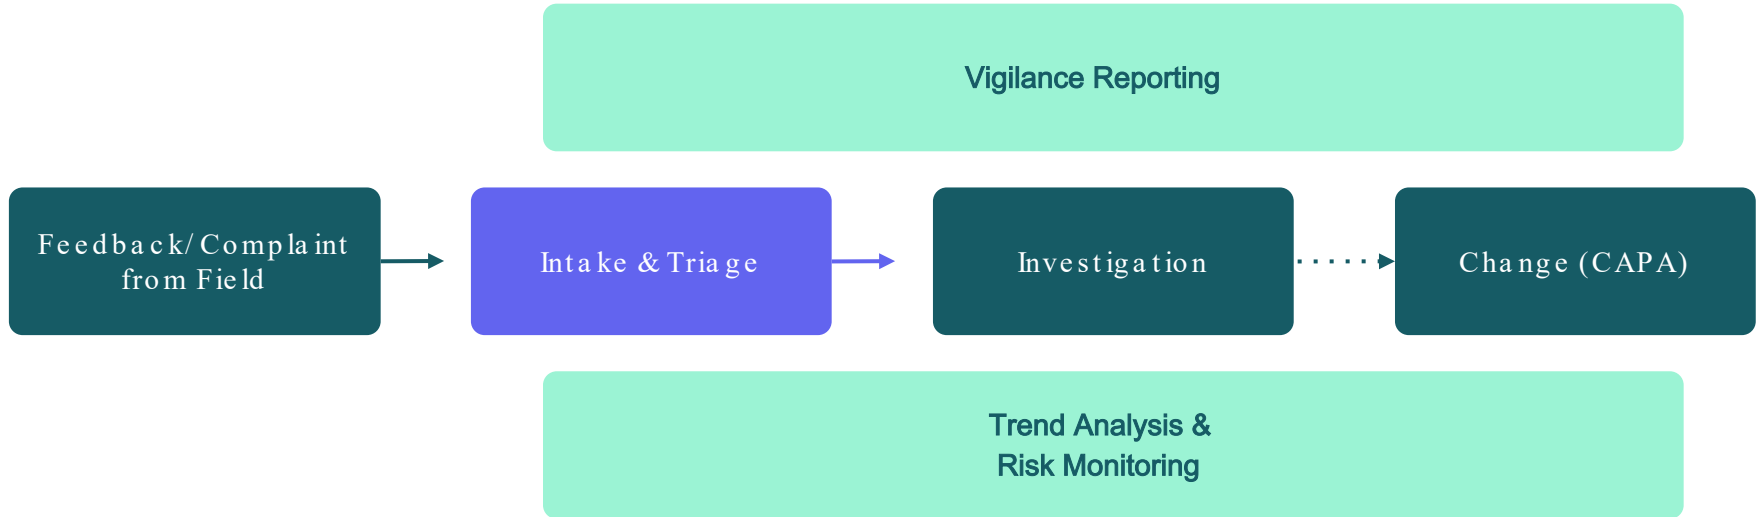 Vigilance Reporting
Feedback/Complaint
from Field
Intake & Triage
Investigation
Change (CAPA)
Trend Analysis &
Risk Monitoring